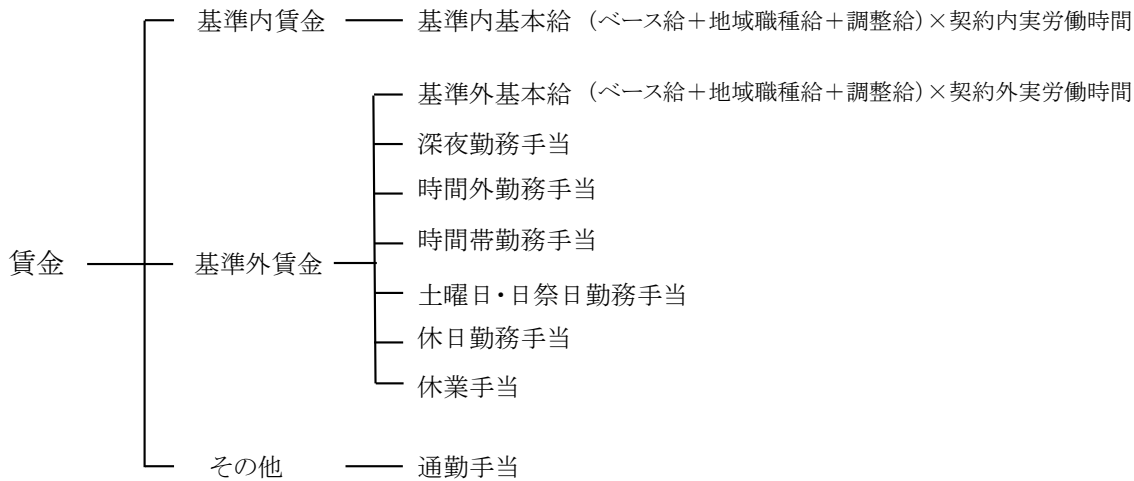 基準内賃金 基準内基本給 (ベース給+地域職種給+調整給)×契約内実労働時間
基準外基本給 (ベース給+地域職種給+調整給)×契約外実労働時間
深夜勤務手当
時間外勤務手当
時間帯勤務手当
賃金 基準外賃金
土曜日・日祭日勤務手当
休日勤務手当
休業手当
その他 通勤手当